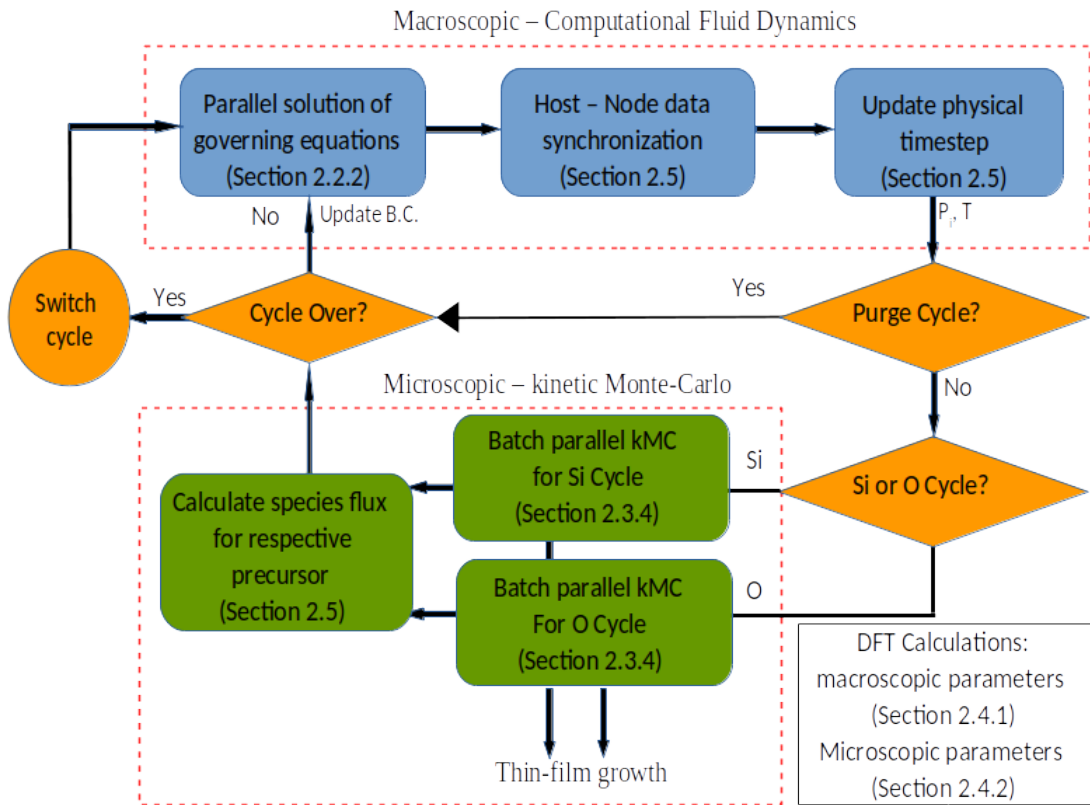 Macroscopic – Computational Fluid Dynamics
Parallel solution of
governing equations
(Section 2.2.2)
Host – Node data
synchronization
(Section 2.5)
Update physical
timestep
(Section 2.5)
No
Update B.C.
P_i, T
Switch
cycle
Yes
Cycle Over?
Yes
Purge Cycle?
No
Microscopic – kinetic Monte-Carlo
Batch parallel kMC
for Si Cycle
(Section 2.3.4)
Si
Si or O Cycle?
Calculate species flux
for respective
precursor
(Section 2.5)
Batch parallel kMC
For O Cycle
(Section 2.3.4)
O
Thin-film growth
DFT Calculations:
macroscopic parameters
(Section 2.4.1)
Microscopic parameters
(Section 2.4.2)